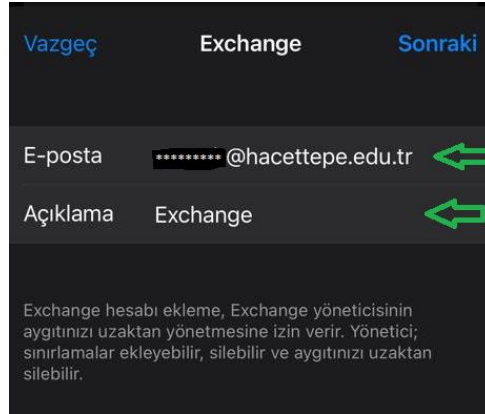 Vazgeç Exchange Sonraki
E-posta *********@hacettepe.edu.tr
Açıklama Exchange
Exchange hesabı ekleme, Exchange yöneticisinin
aygıtınızı uzaktan yönetmesine izin verir. Yönetici;
sınırlamalar ekleyebilir, silebilir ve aygıtınızı uzaktan
silebilir.